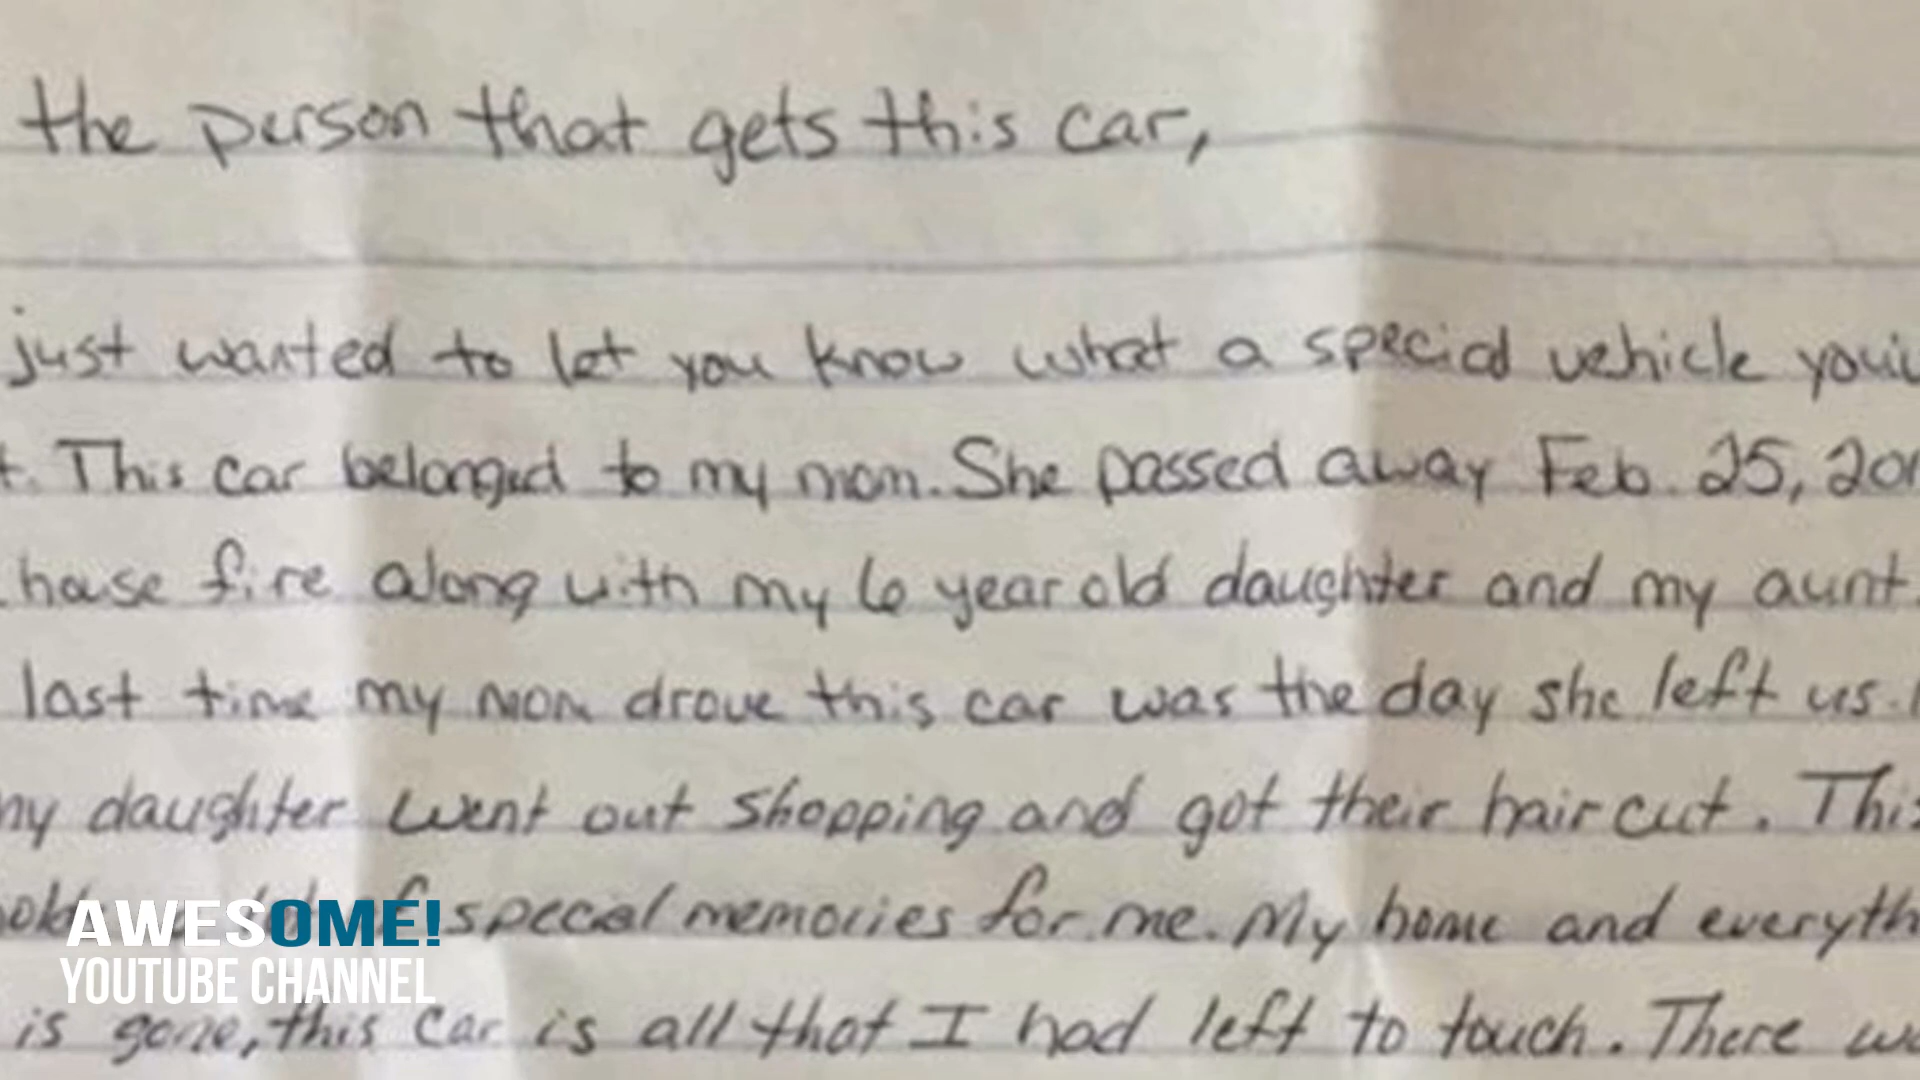 the person that gets this car,
just wanted to let you know what a special vehicle
This car belonged to my mom. She passed away Feb. 25,
house fire along with my 6 year old daughter and my aunt.
last time my mom drove this car was the day she left us.
my daughter went out shopping and got their hair cut. This
special memories for me. My home and
is gone, this car is all that I had left to touch. There
AWESOME!
YOUTUBE CHANNEL